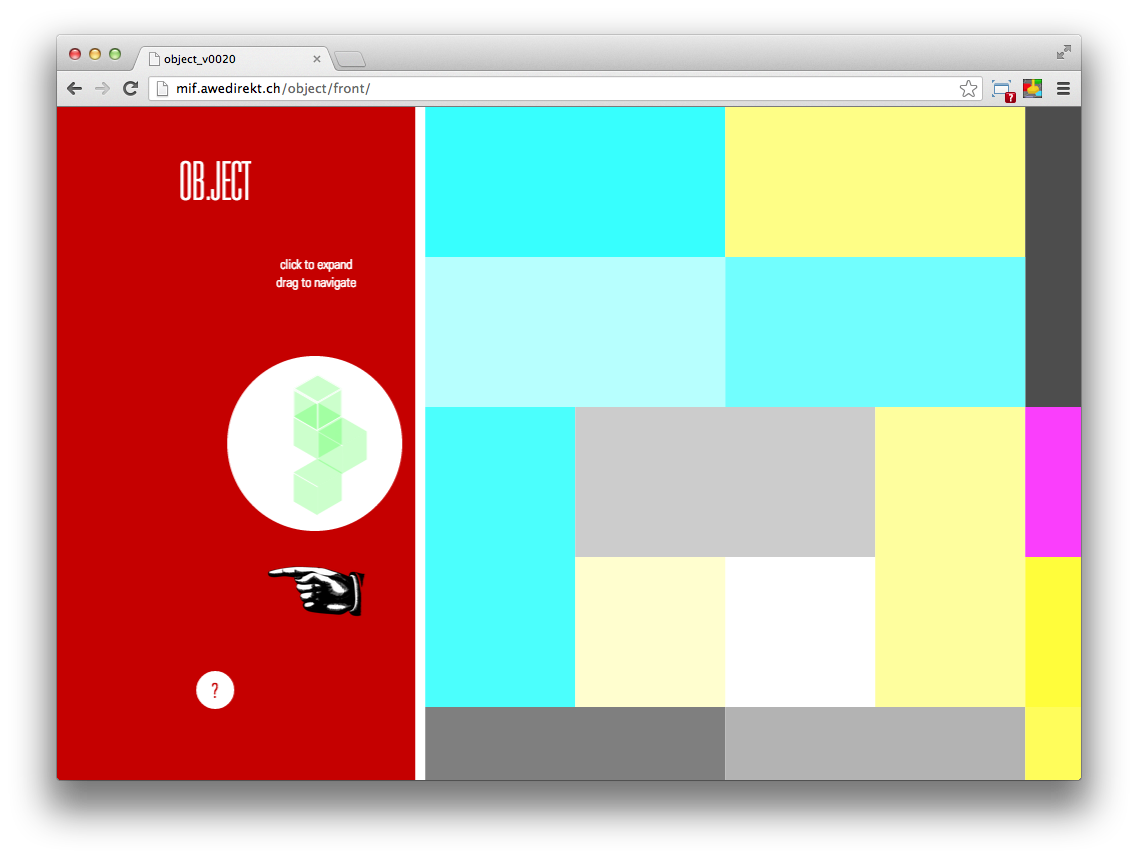 object_v0020
mif.awedirekt.ch/object/front/
?
OB.JECT
click to expand
drag to navigate
?